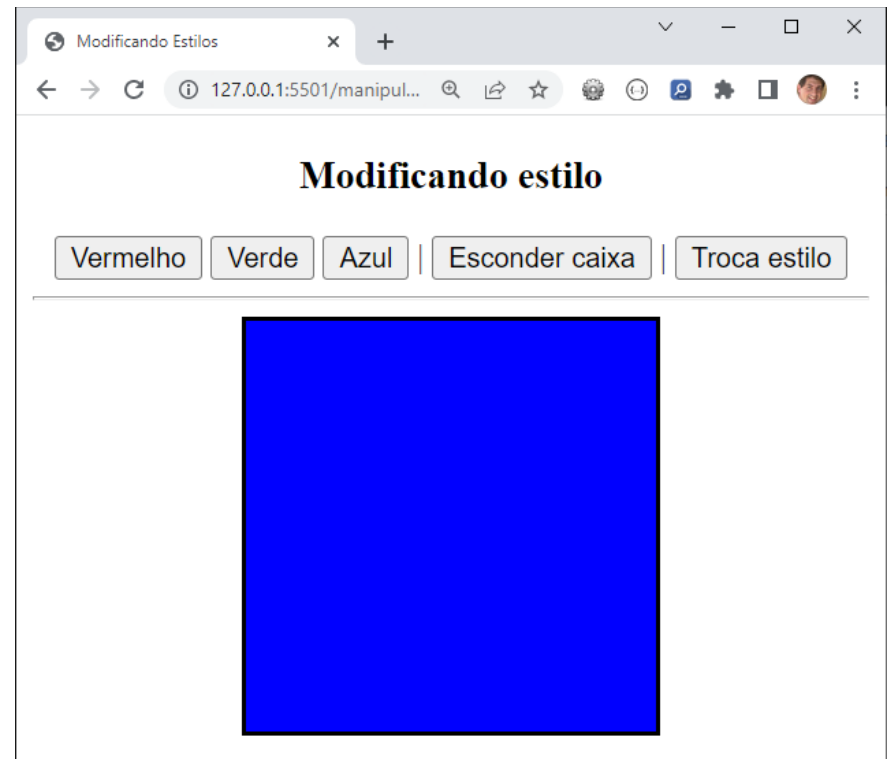 Modificando Estilos
127.0.0.1:5501/manipul...
Modificando estilo
Vermelho Verde Azul | Esconder caixa | Troca estilo